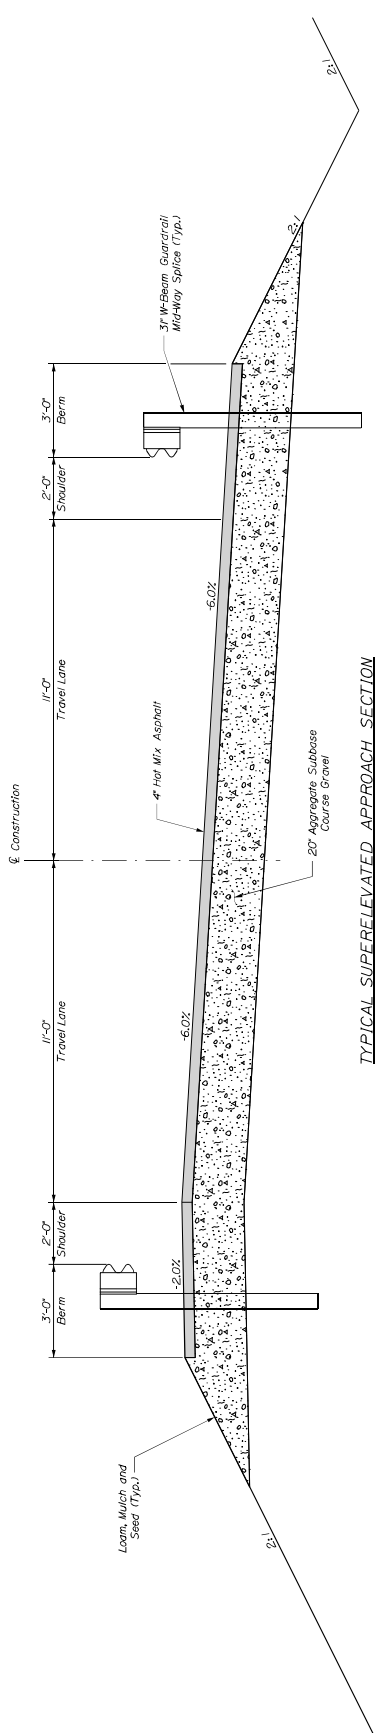 ℄ Construction
3'-0"
Berm
2'-0"
Shoulder
11'-0"
Travel Lane
11'-0"
Travel Lane
2'-0"
Shoulder
3'-0"
Berm
Loam, Mulch and
Seed (Typ.)
4" Hot Mix Asphalt
31" W-Beam Guardrail
Mid-Way Splice (Typ.)
-2.0%
-6.0%
-6.0%
2:1
2:1
2:1
20" Aggregate Subbase
Course Gravel
TYPICAL SUPERELEVATED APPROACH SECTION